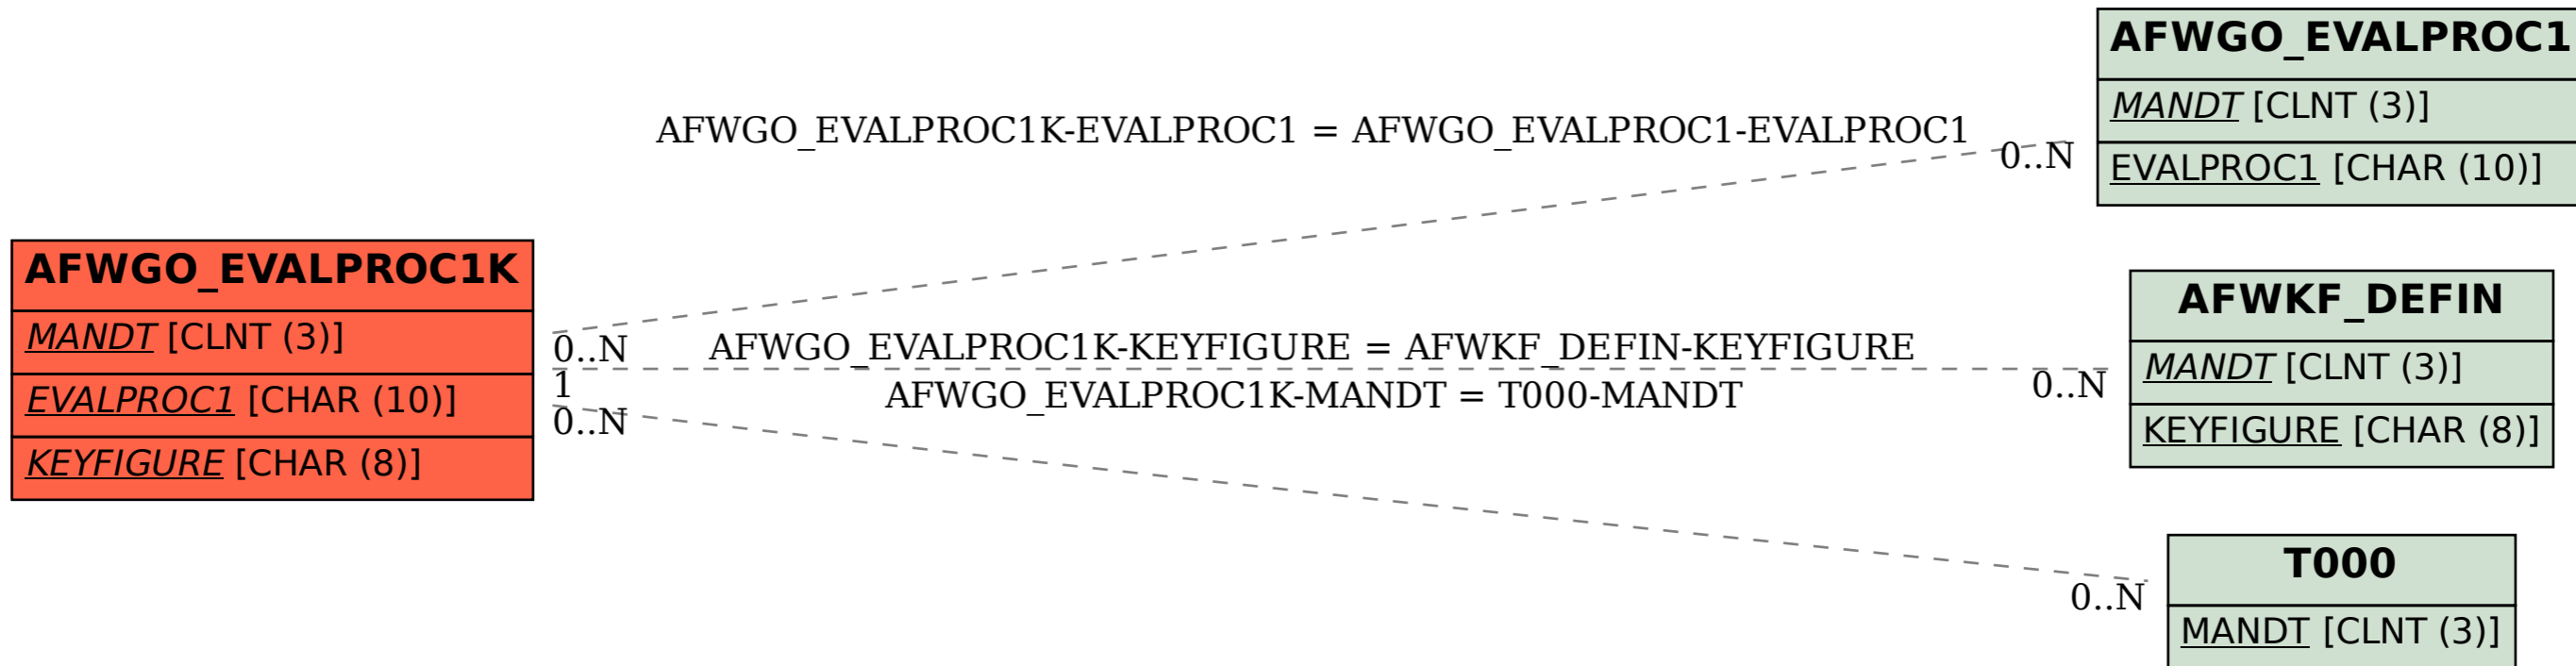 AFWGO_EVALPROC1K
MANDT [CLNT (3)]
EVALPROC1 [CHAR (10)]
KEYFIGURE [CHAR (8)]
AFWGO_EVALPROC1K-EVALPROC1 = AFWGO_EVALPROC1-EVALPROC1
0..N
0..N
AFWGO_EVALPROC1K-KEYFIGURE = AFWKF_DEFIN-KEYFIGURE
1
0..N
AFWGO_EVALPROC1K-MANDT = T000-MANDT
0..N
0..N
AFWGO_EVALPROC1
MANDT [CLNT (3)]
EVALPROC1 [CHAR (10)]
AFWKF_DEFIN
MANDT [CLNT (3)]
KEYFIGURE [CHAR (8)]
T000
MANDT [CLNT (3)]